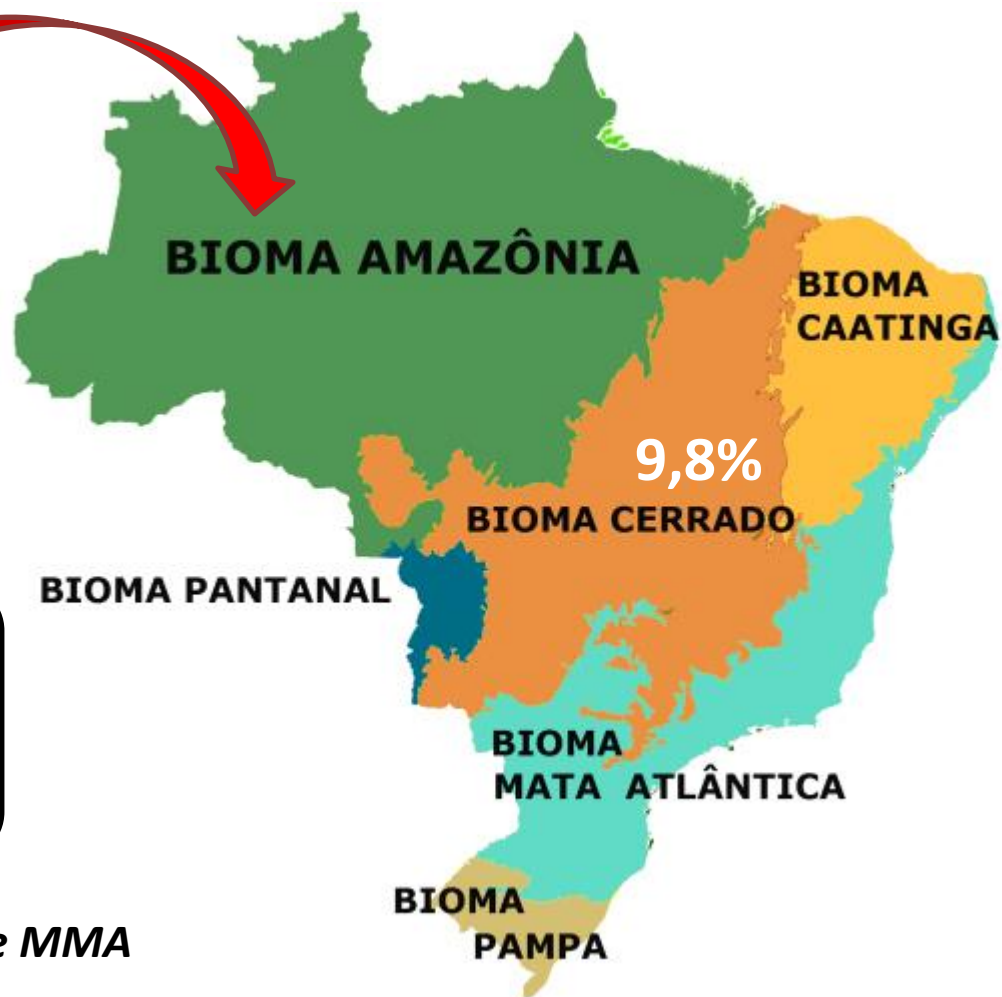 BIOMA AMAZÔNIA
BIOMA
CAATINGA
9,8%
BIOMA CERRADO
BIOMA PANTANAL
BIOMA
MATA ATLÂNTICA
BIOMA
PAMPA
e MMA